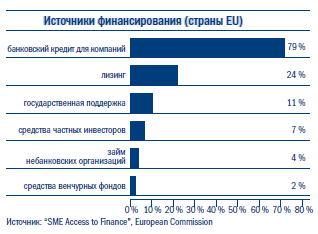 Источники финансирования (страны EU)
банковский кредит для компаний 79 %
лизинг 24 %
государственная поддержка 11 %
средства частных инвесторов 7 %
займ
небанковских организаций 4 %
средства венчурных фондов 2 %
0 % 10 % 20 % 30 % 40 % 50 % 60 % 70 % 80 %
Источник: “SME Access to Finance”, European Commission